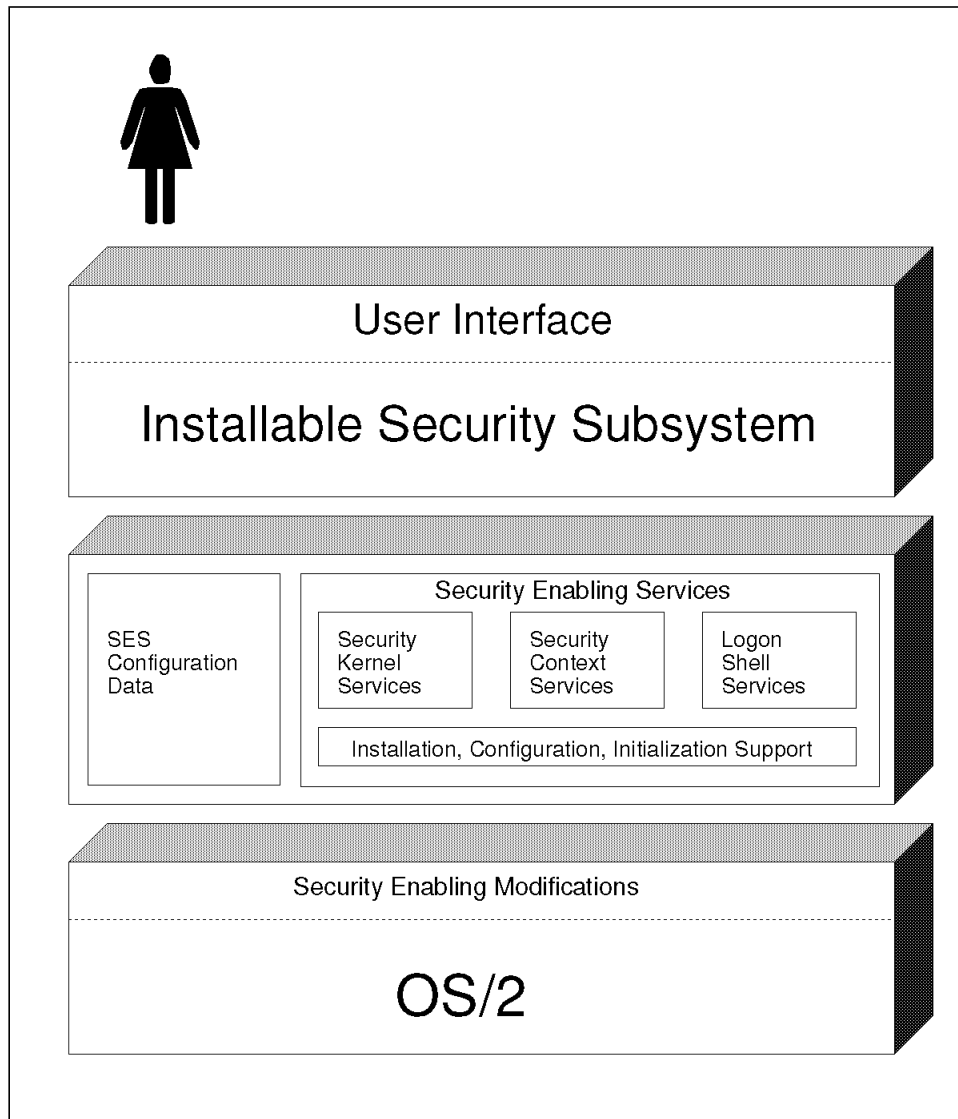 User Interface
Installable Security Subsystem
SES
Configuration
Data
Security Enabling Services
Security
Kernel
Services
Security
Context
Services
Logon
Shell
Services
Installation, Configuration, Initialization Support
Security Enabling Modifications
OS/2